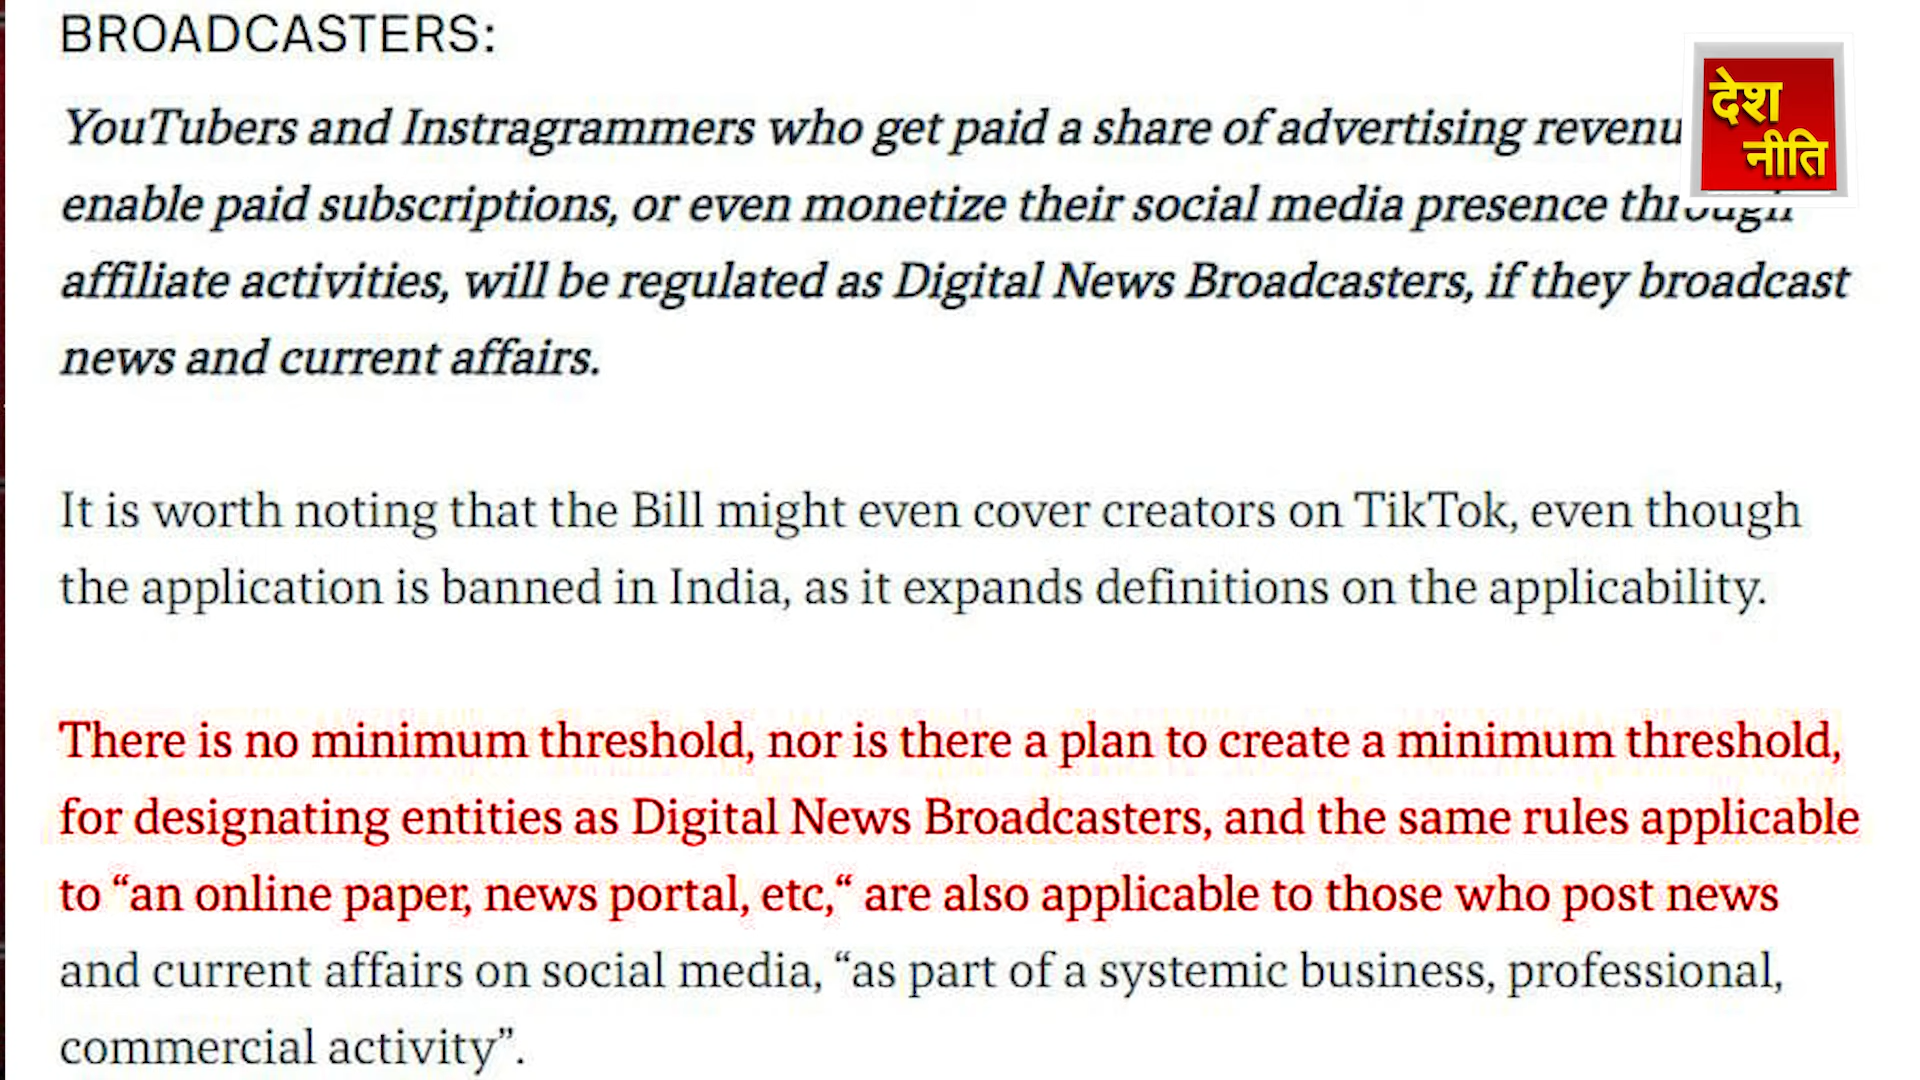 BROADCASTERS:
YouTubers and Instragrammers who get paid a share of advertising revenu
enable paid subscriptions, or even monetize their social media presence through
affiliate activities, will be regulated as Digital News Broadcasters, if they broadcast
news and current affairs.
It is worth noting that the Bill might even cover creators on TikTok, even though
the application is banned in India, as it expands definitions on the applicability.
There is no minimum threshold, nor is there a plan to create a minimum threshold,
for designating entities as Digital News Broadcasters, and the same rules applicable
to “an online paper, news portal, etc,“ are also applicable to those who post news
and current affairs on social media, “as part of a systemic business, professional,
commercial activity”.
देश
नीति